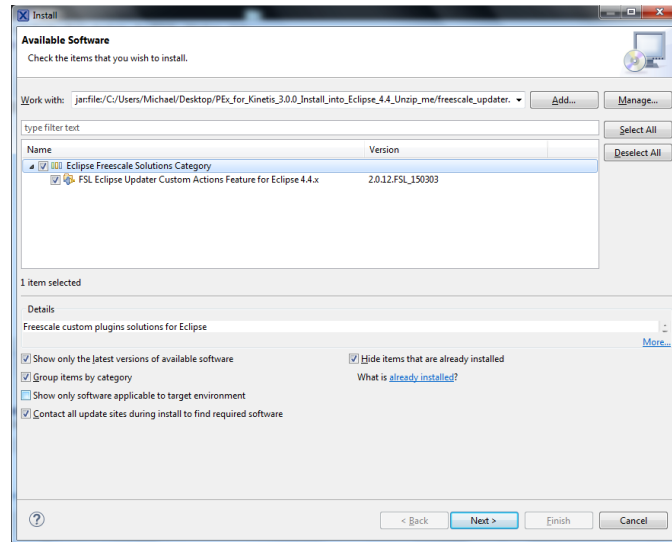 Install
Available Software
Check the items that you wish to install.
Work with: jar:file:/C:/Users/Michael/Desktop/PEx_for_Kinetis_3.0.0_Install_into_Eclipse_4.4_Unzip_me/freescale_updater. Add... Manage...
type filter text Select All
Name Version Deselect All
Eclipse Freescale Solutions Category
FSL Eclipse Updater Custom Actions Feature for Eclipse 4.4.x 2.0.12.FSL_150303
1 item selected
Details
Freescale custom plugins solutions for Eclipse
More...
Show only the latest versions of available software Hide items that are already installed
Group items by category What is already installed?
Show only software applicable to target environment
Contact all update sites during install to find required software
? < Back Next > Finish Cancel